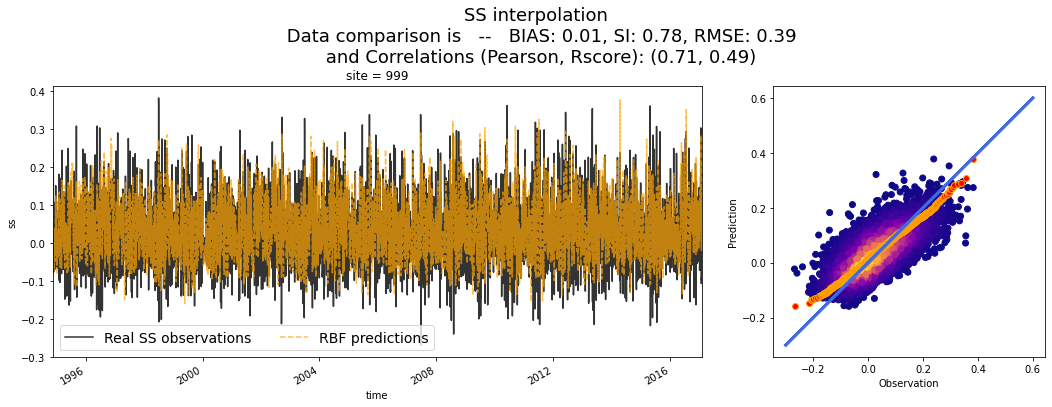 SS interpolation
Data comparison is -- BIAS: 0.01, SI: 0.78, RMSE: 0.39
and Correlations (Pearson, Rscore): (0.71, 0.49)
site = 999
0.4
0.3
0.2
0.1
0.0
−0.1
−0.2
−0.3
ss
Real SS observations
RBF predictions
1996
2000
2004
2008
2012
2016
time
0.6
0.4
0.2
0.0
−0.2
Prediction
−0.2
0.0
0.2
0.4
0.6
Observation